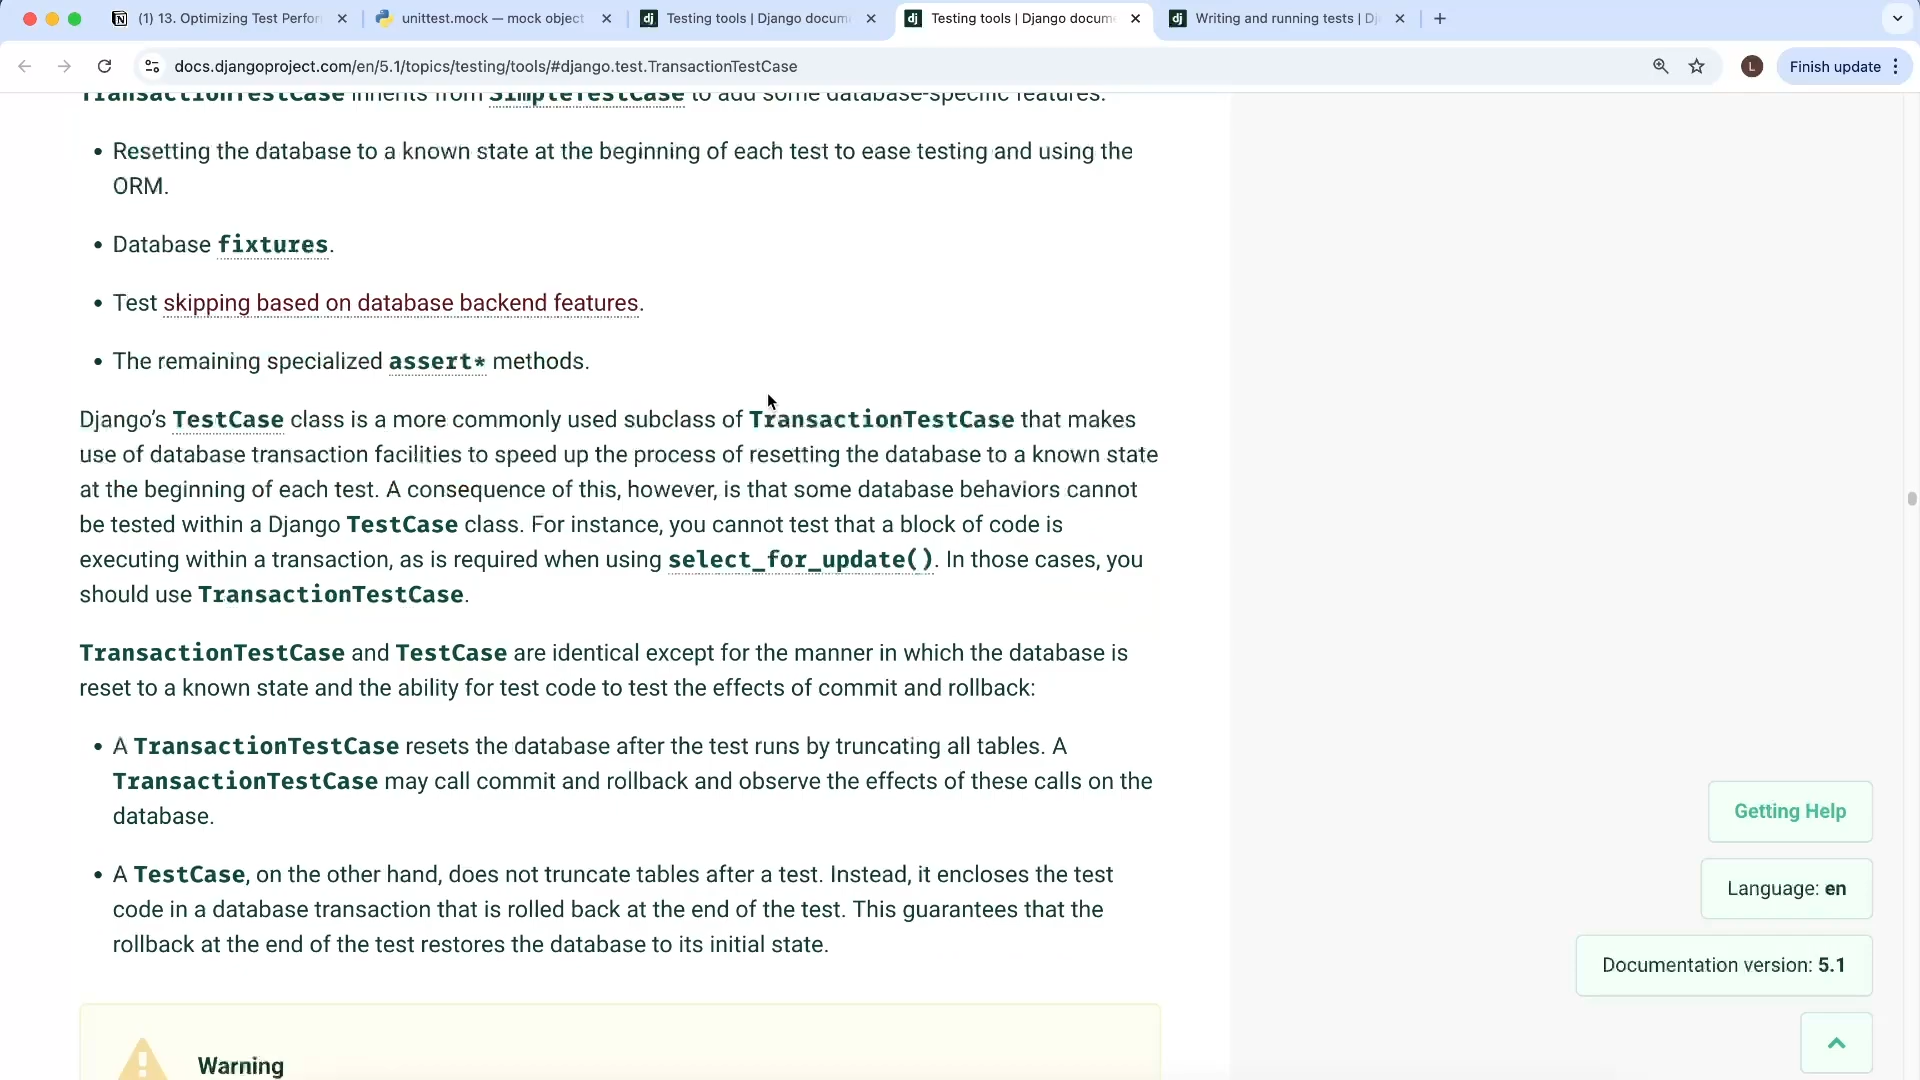 (1) 13. Optimizing Test Perfor
unittest.mock — mock object
Testing tools | Django docum
Testing tools | Django docum
Writing and running tests | Dj
docs.djangoproject.com/en/5.1/topics/testing/tools/#django.test.TransactionTestCase
L
Finish update
TransactionTestCase inherits from SimpleTestCase to add some database-specific features:
• Resetting the database to a known state at the beginning of each test to ease testing and using the
ORM.
• Database fixtures.
• Test skipping based on database backend features.
• The remaining specialized assert* methods.
Django’s TestCase class is a more commonly used subclass of TransactionTestCase that makes
use of database transaction facilities to speed up the process of resetting the database to a known state
at the beginning of each test. A consequence of this, however, is that some database behaviors cannot
be tested within a Django TestCase class. For instance, you cannot test that a block of code is
executing within a transaction, as is required when using select_for_update(). In those cases, you
should use TransactionTestCase.
TransactionTestCase and TestCase are identical except for the manner in which the database is
reset to a known state and the ability for test code to test the effects of commit and rollback:
• A TransactionTestCase resets the database after the test runs by truncating all tables. A
TransactionTestCase may call commit and rollback and observe the effects of these calls on the
database.
• A TestCase, on the other hand, does not truncate tables after a test. Instead, it encloses the test
code in a database transaction that is rolled back at the end of the test. This guarantees that the
rollback at the end of the test restores the database to its initial state.
Warning
Getting Help
Language: en
Documentation version: 5.1